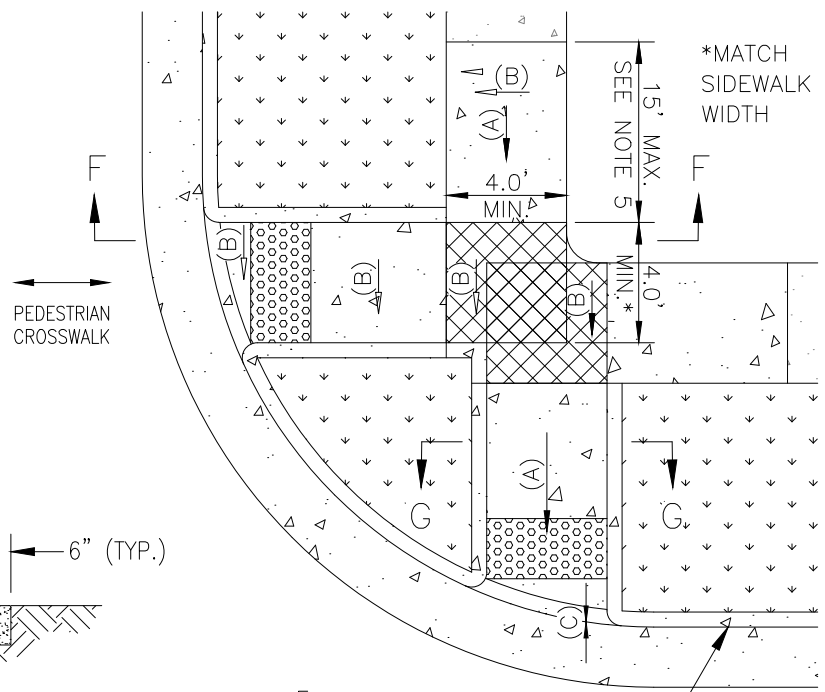 *MATCH
SIDEWALK
WIDTH
15' MAX.
SEE NOTE 5
(B)
(A)
4.0'
MIN.
F
F
4.0'
MIN.*
(B)
(B)
(B)
(B)
PEDESTRIAN
CROSSWALK
(A)
G
G
6" (TYP.)
(C)